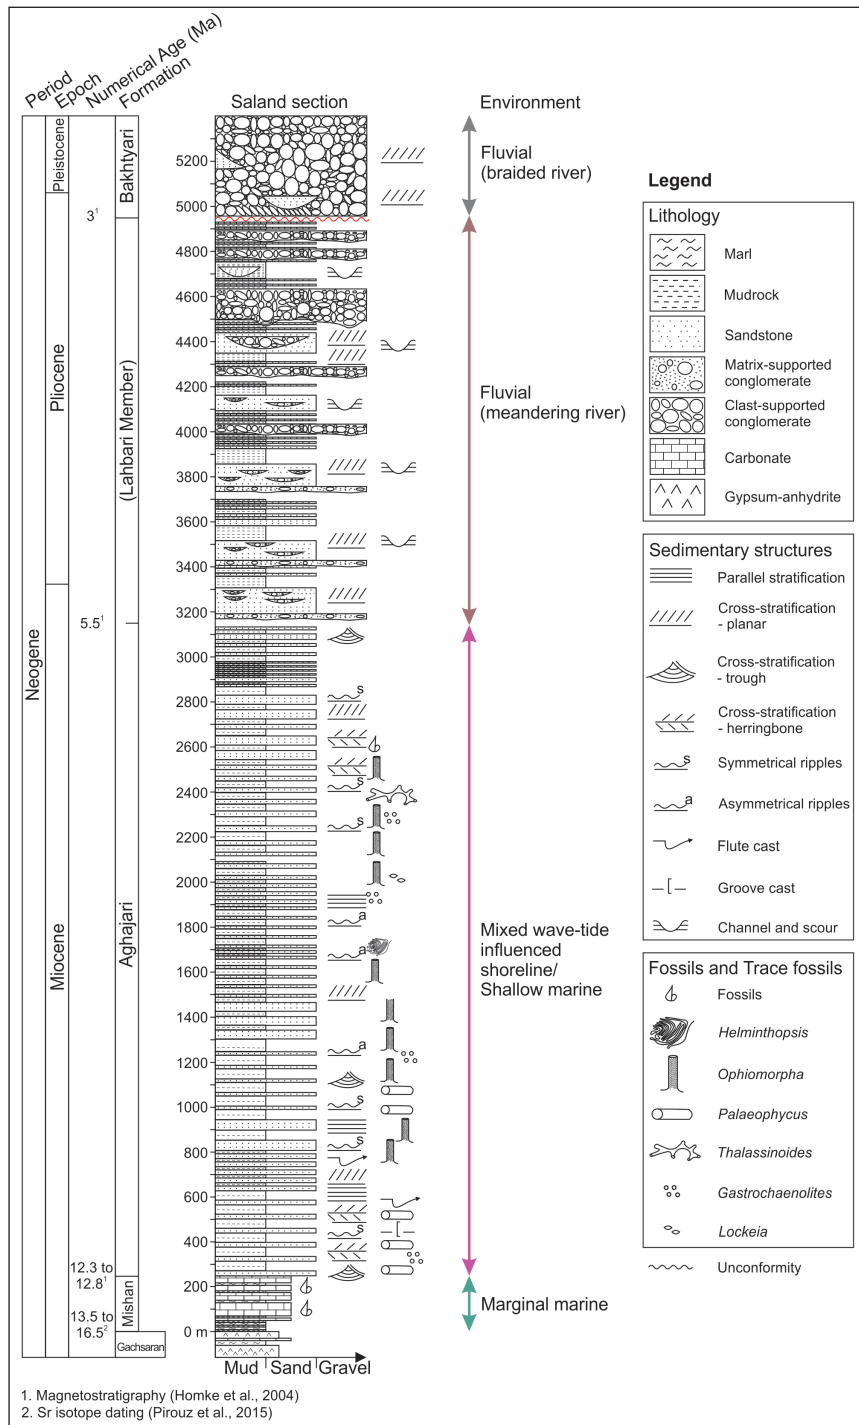 Period
Epoch
Numerical Age (Ma)
Formation
Saland section
Environment
Pleistocene
Bakhtyari
5200
5000
3¹
Fluvial
(braided river)
4800
4600
4400
4200
4000
3800
3600
3400
3200
Pliocene
(Lahbari Member)
Fluvial
(meandering river)
5.5¹
Neogene
3000
2800
2600
2400
2200
2000
1800
1600
1400
1200
1000
800
600
400
200
0 m
s
s
s
a
a
a
s
s
s
Miocene
Aghajari
Mixed wave-tide
influenced
shoreline/
Shallow marine
12.3 to
12.8¹
Mishan
13.5 to
16.5²
Gachsaran
Marginal marine
Mud
Sand
Gravel
1. Magnetostratigraphy (Homke et al., 2004)
2. Sr isotope dating (Pirouz et al., 2015)
Legend
Lithology
Marl
Mudrock
Sandstone
Matrix-supported
conglomerate
Clast-supported
conglomerate
Carbonate
Gypsum-anhydrite
Sedimentary structures
Parallel stratification
Cross-stratification
- planar
Cross-stratification
- trough
Cross-stratification
- herringbone
s
Symmetrical ripples
a
Asymmetrical ripples
Flute cast
Groove cast
Channel and scour
Fossils and Trace fossils
Fossils
Helminthopsis
Ophiomorpha
Palaeophycus
Thalassinoides
Gastrochaenolites
Lockeia
Unconformity